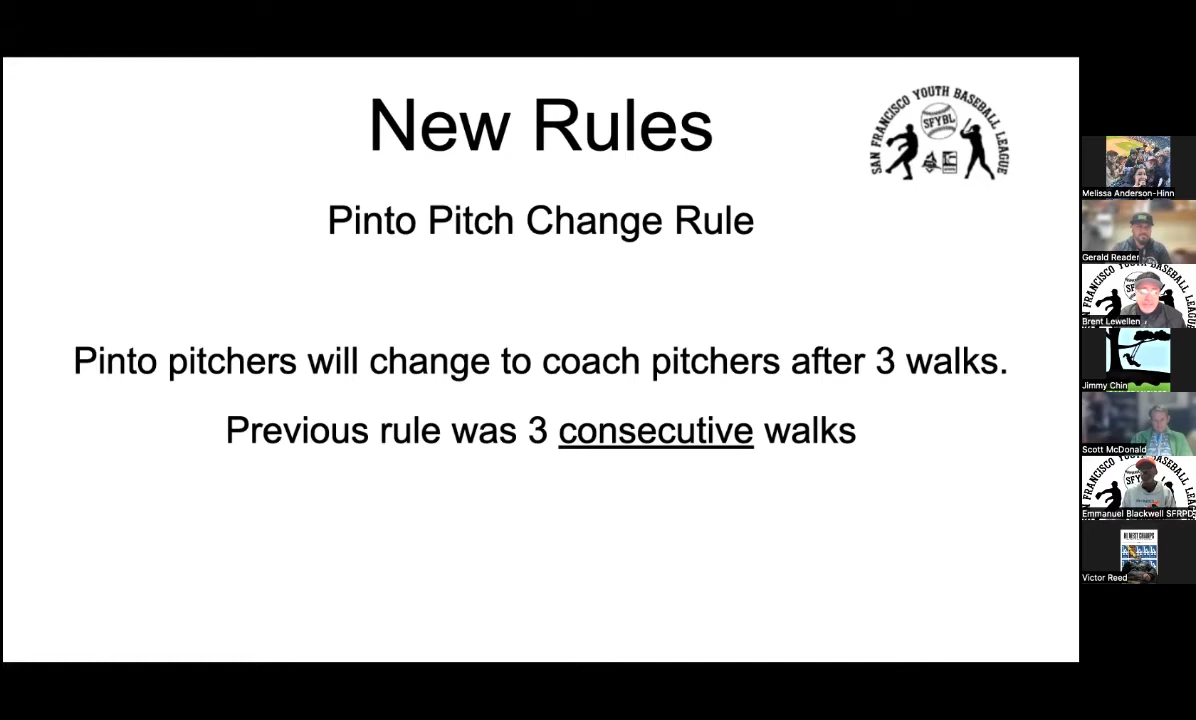 New Rules
SAN FRANCISCO YOUTH BASEBALL LEAGUE
SFYBL
Pinto Pitch Change Rule
Pinto pitchers will change to coach pitchers after 3 walks.
Previous rule was 3 consecutive walks
Melissa Anderson-Hinn
Gerald Reader
Brent Lewellen
Jimmy Chin
Scott McDonald
Emmanuel Blackwell SFRPD
Victor Reed